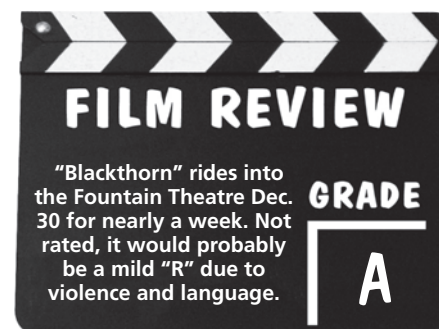 FILM REVIEW
“Blackthorn” rides into
the Fountain Theatre Dec.
30 for nearly a week. Not
rated, it would probably
be a mild “R” due to
violence and language.
GRADE
A